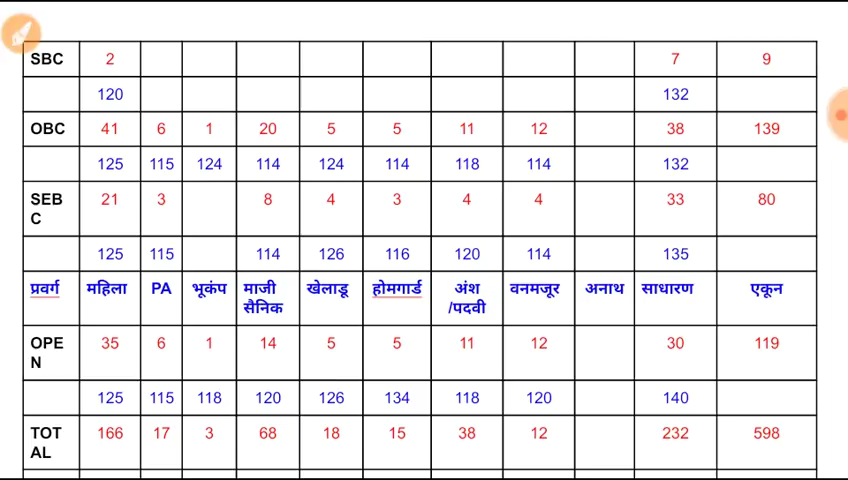 SBC 2 7 9
120 132
OBC 41 6 1 20 5 5 11 12 38 139
125 115 124 114 124 114 118 114 132
SEB 21 3 8 4 3 4 4 33 80
C
125 115 114 126 116 120 114 135
प्रवर्ग महिला PA भूकंप माजी खेलाडू होमगार्ड अंश वनमजूर अनाथ साधारण एकून
सैनिक /पदवी
OPE 35 6 1 14 5 5 11 12 30 119
N
125 115 118 120 126 134 118 120 140
TOT 166 17 3 68 18 15 38 12 232 598
AL